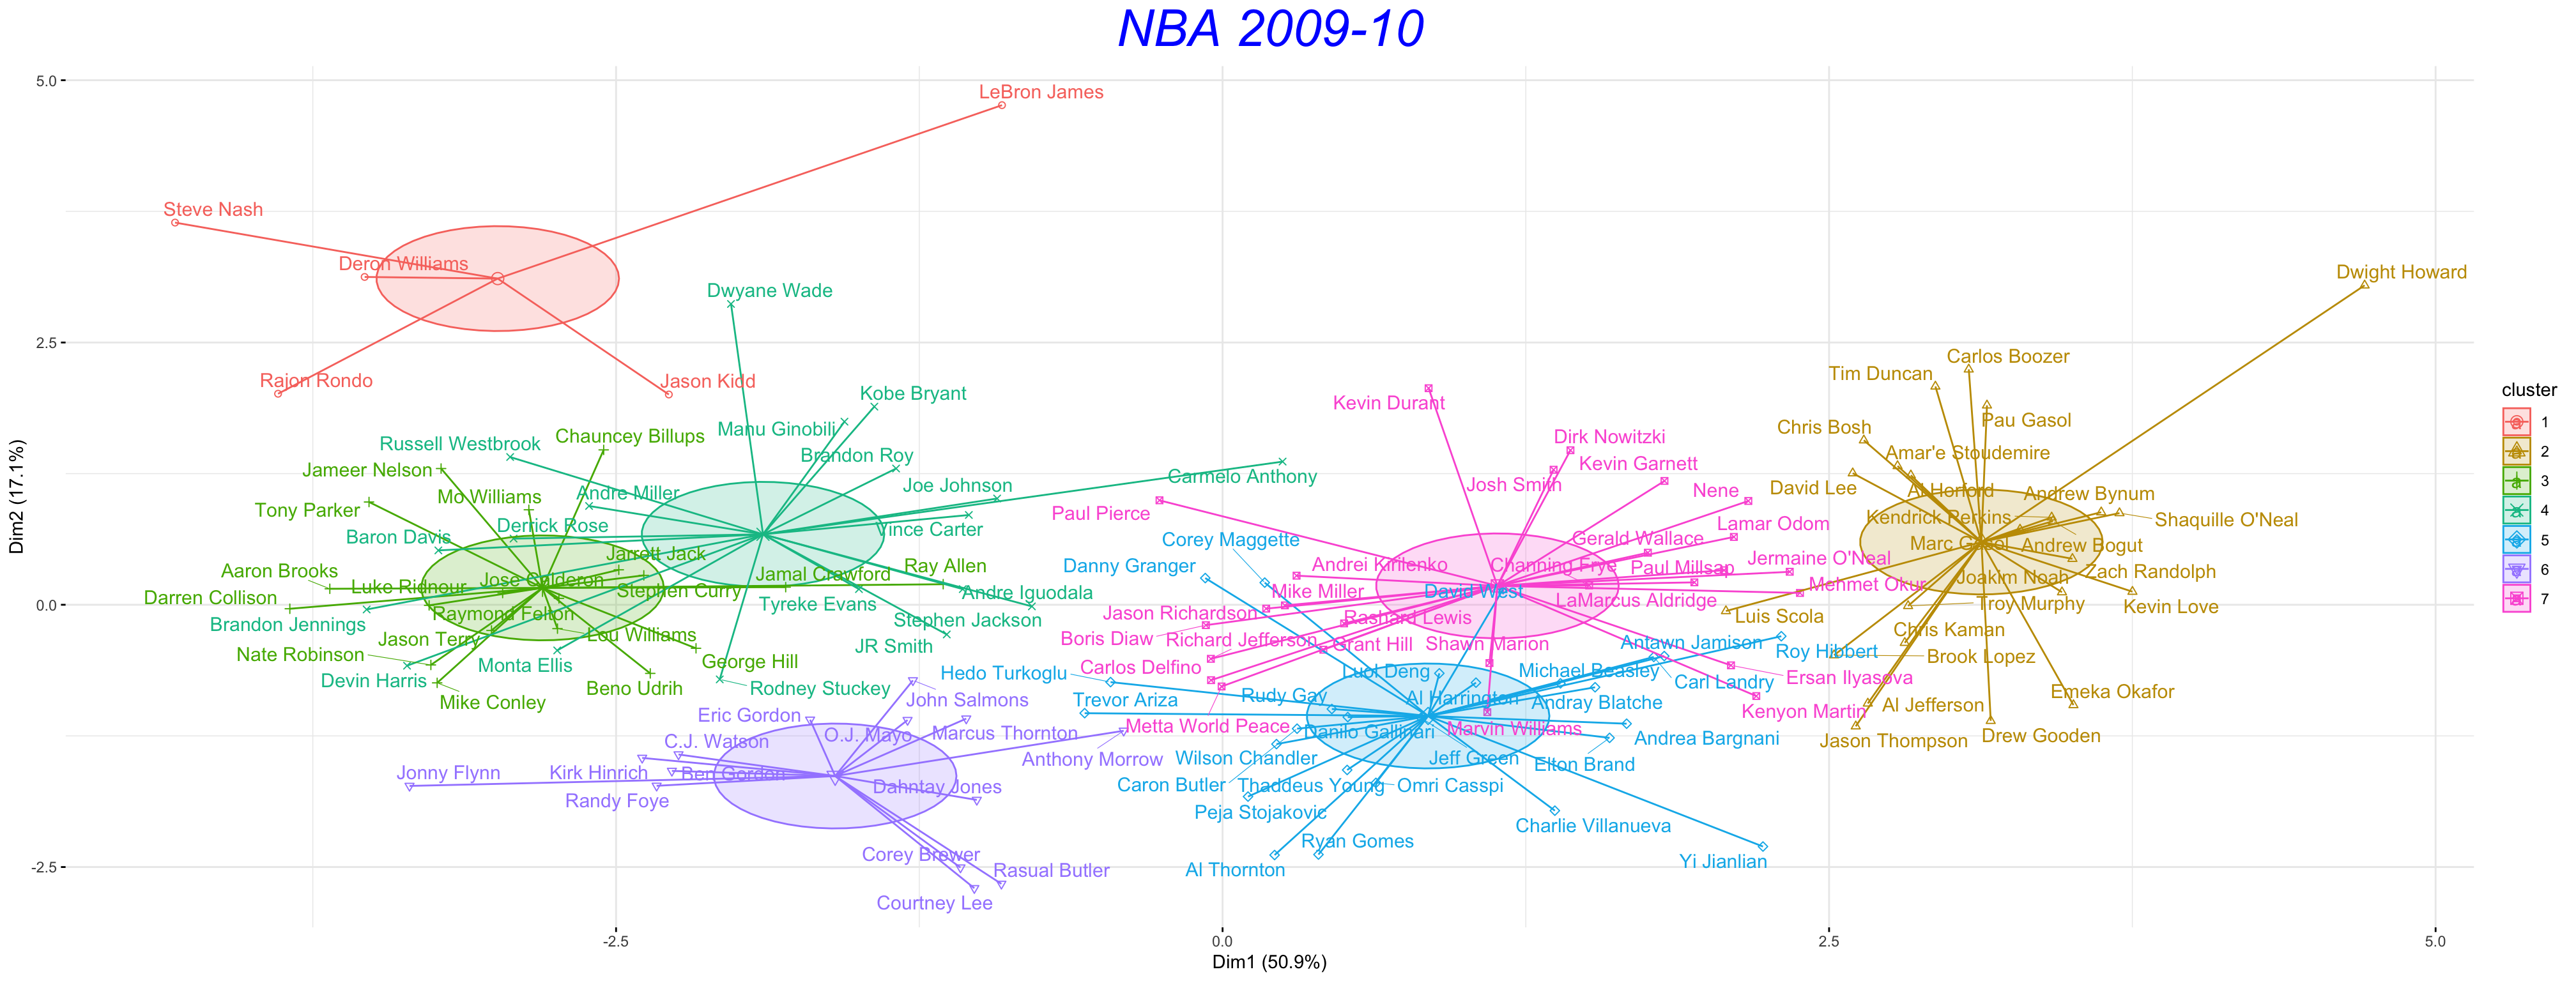 NBA 2009-10
5.0
LeBron James
Steve Nash
Deron Williams
Dwight Howard
Dwyane Wade
2.5
Carlos Boozer
Tim Duncan
Rajon Rondo
Jason Kidd
Kobe Bryant
Kevin Durant
Pau Gasol
Manu Ginobili
Chris Bosh
Chauncey Billups
Dirk Nowitzki
Russell Westbrook
Brandon Roy
Amar'e Stoudemire
Jameer Nelson
Kevin Garnett
Carmelo Anthony
Joe Johnson
Josh Smith
David Lee
Nene
Al Horford
Andre Miller
Mo Williams
Andrew Bynum
Tony Parker
Paul Pierce
Kendrick Perkins
Shaquille O'Neal
Derrick Rose
Vince Carter
Lamar Odom
Baron Davis
Corey Maggette
Gerald Wallace
Marc Gasol
Andrew Bogut
Jarrett Jack
Jermaine O'Neal
Danny Granger
Andrei Kirilenko
Channing Frye
Paul Millsap
Ray Allen
Aaron Brooks
Jamal Crawford
Zach Randolph
Jose Calderon
Joakim Noah
Luke Ridnour
Mehmet Okur
Stephen Curry
Mike Miller
David West
Andre Iguodala
Darren Collison
0.0
LaMarcus Aldridge
Tyreke Evans
Troy Murphy
Kevin Love
Raymond Felton
Jason Richardson
Rashard Lewis
Luis Scola
Stephen Jackson
Brandon Jennings
Chris Kaman
Lou Williams
Jason Terry
Boris Diaw
Richard Jefferson
Grant Hill
Shawn Marion
Antawn Jamison
JR Smith
Roy Hibbert
Nate Robinson
Brook Lopez
George Hill
Monta Ellis
Carlos Delfino
Luol Deng
Michael Beasley
Hedo Turkoglu
Ersan Ilyasova
Devin Harris
Carl Landry
Beno Udrih
Rodney Stuckey
Emeka Okafor
Rudy Gay
Al Harrington
John Salmons
Trevor Ariza
Mike Conley
Andray Blatche
Al Jefferson
Kenyon Martin
Eric Gordon
Metta World Peace
Marvin Williams
Danilo Gallinari
O.J. Mayo
Marcus Thornton
Drew Gooden
Andrea Bargnani
Jason Thompson
C.J. Watson
Anthony Morrow
Wilson Chandler
Jeff Green
Elton Brand
Jonny Flynn
Kirk Hinrich
Ben Gordon
Caron Butler
Thaddeus Young
Omri Casspi
Dahntay Jones
Randy Foye
Peja Stojakovic
Charlie Villanueva
Ryan Gomes
Corey Brewer
Yi Jianlian
-2.5
Rasual Butler
Al Thornton
Courtney Lee
-2.5
0.0
2.5
5.0
Dim1 (50.9%)
Dim2 (17.1%)
cluster
1
2
3
4
5
6
7